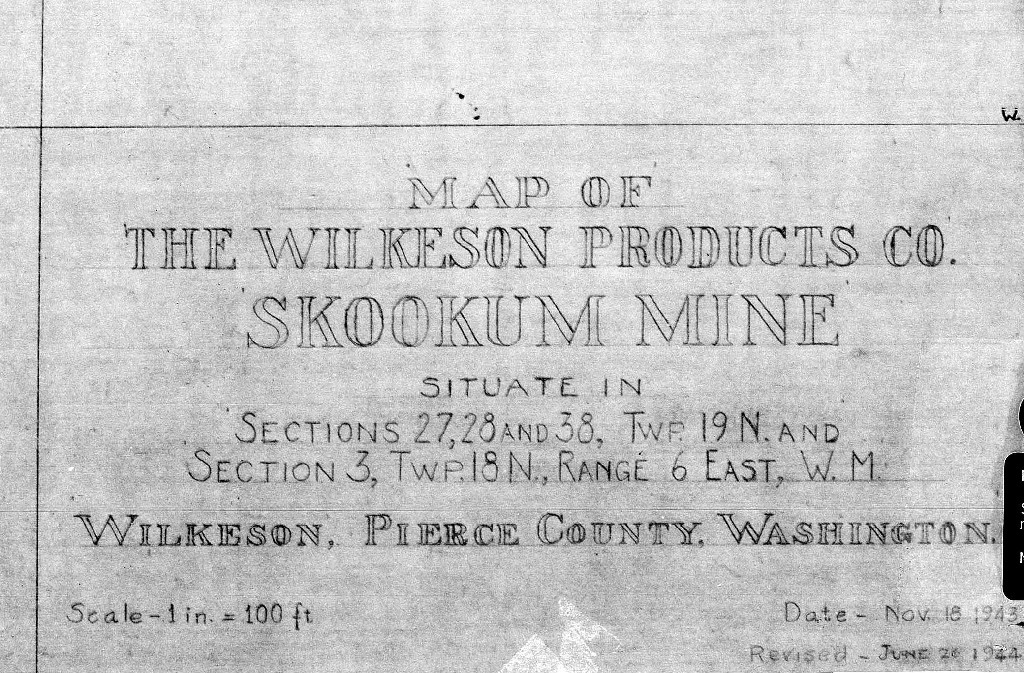 W.
MAP OF
THE WILKESON PRODUCTS CO.
SKOOKUM MINE
SITUATE IN
SECTIONS 27,28 AND 38, TWP. 19 N. AND
SECTION 3, TWP. 18 N., RANGE 6 EAST, W. M.
WILKESON, PIERCE COUNTY, WASHINGTON.
Scale - 1 in. = 100 ft
Date - Nov. 18 1943
Revised - JUNE 26 1944